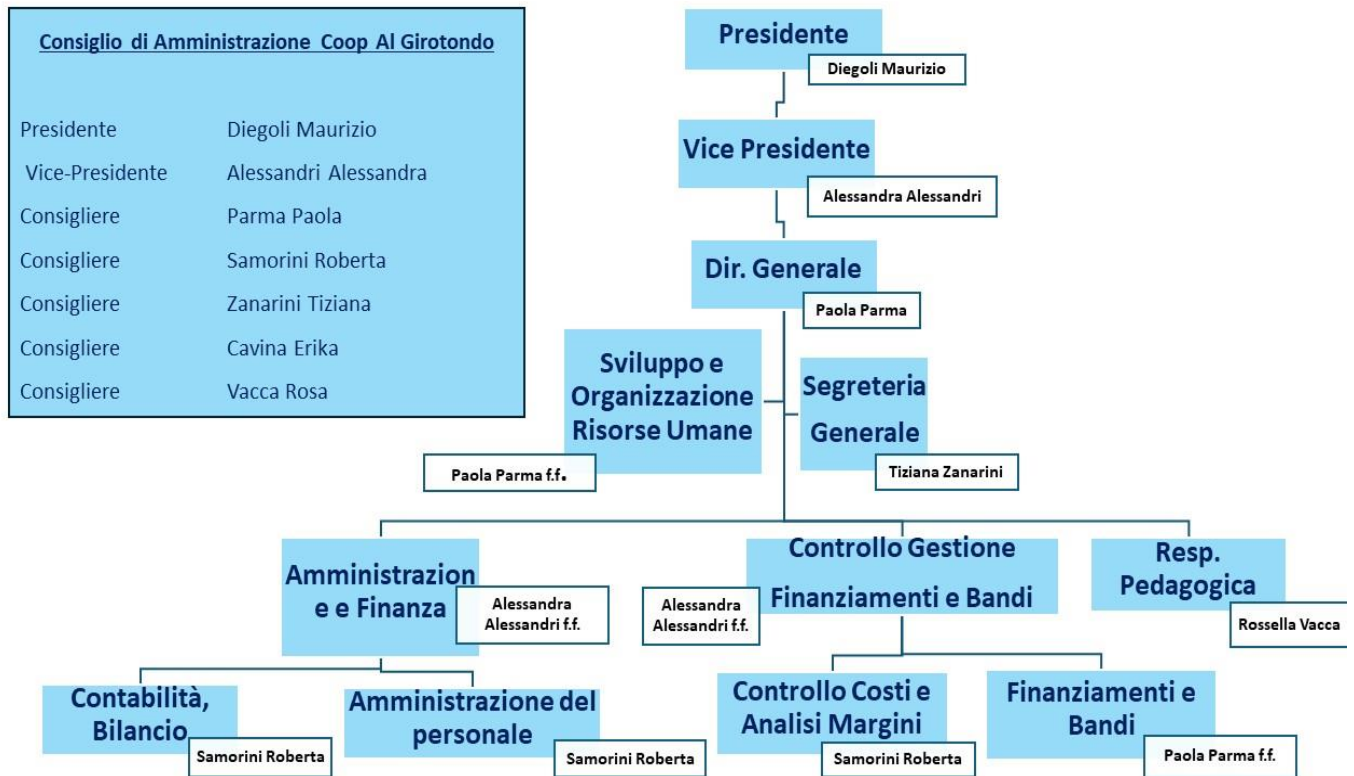 Consiglio di Amministrazione Coop Al Girotondo
Presidente Diegoli Maurizio
Vice-Presidente Alessandri Alessandra
Consigliere Parma Paola
Consigliere Samorini Roberta
Consigliere Zanarini Tiziana
Consigliere Cavina Erika
Consigliere Vacca Rosa
Presidente
Diegoli Maurizio
Vice Presidente
Alessandra Alessandri
Dir. Generale
Paola Parma
Sviluppo e
Organizzazione
Risorse Umane
Paola Parma f.f.
Segreteria
Generale
Tiziana Zanarini
Amministrazion
e e Finanza
Alessandra
Alessandri f.f.
Controllo Gestione
Finanziamenti e Bandi
Alessandra
Alessandri f.f.
Resp.
Pedagogica
Rossella Vacca
Contabilità,
Bilancio
Samorini Roberta
Amministrazione del
personale
Samorini Roberta
Controllo Costi e
Analisi Margini
Samorini Roberta
Finanziamenti e
Bandi
Paola Parma f.f.